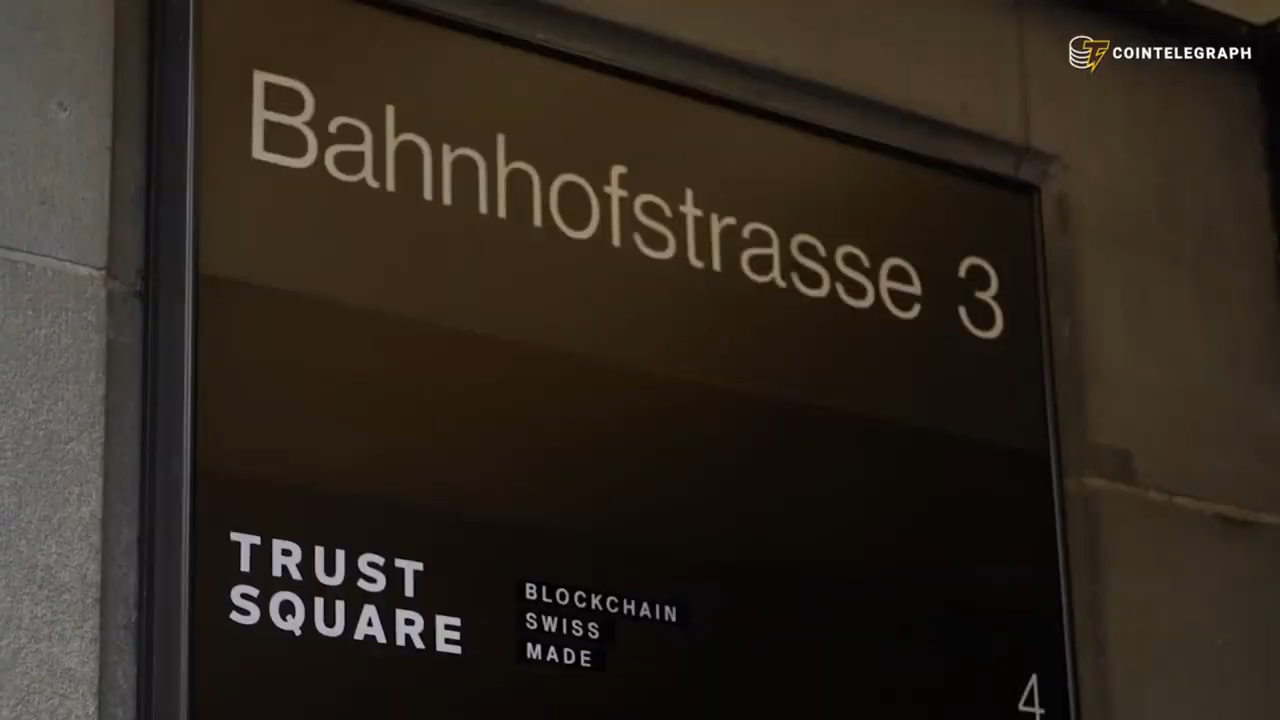 COINTELEGRAPH
Bahnhofstrasse 3
TRUST
SQUARE
BLOCKCHAIN
SWISS
MADE
4